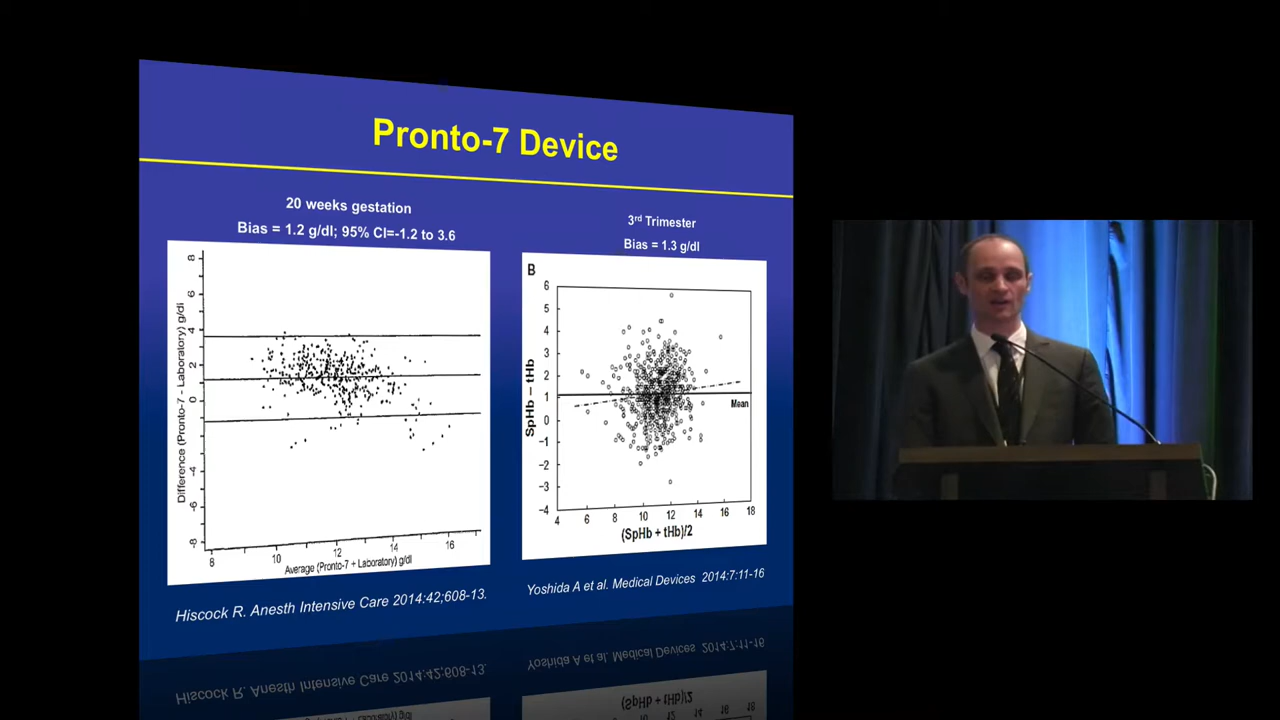 Pronto-7 Device
20 weeks gestation
Bias = 1.2 g/dl; 95% CI=-1.2 to 3.6
Difference (Pronto-7 - Laboratory) g/dl
8
6
4
2
0
-2
-4
-6
-8
8 10 12 14 16
Average (Pronto-7 + Laboratory) g/dl
Hiscock R. Anesth Intensive Care 2014:42;608-13.
3rd Trimester
Bias = 1.3 g/dl
B
SpHb – tHb
6
5
4
3
2
1
0
–1
–2
–3
–4
Mean
4 6 8 10 12 14 16 18
(SpHb + tHb)/2
Yoshida A et al. Medical Devices 2014:7:11-16